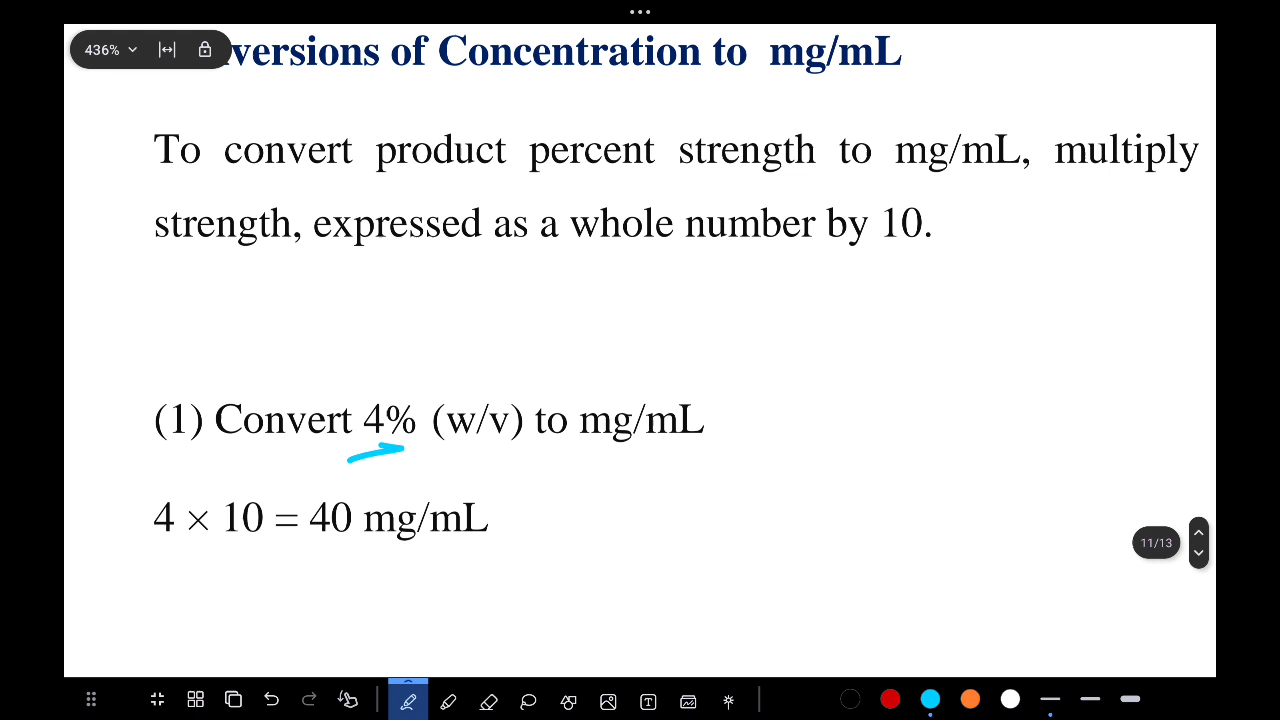 436%
versions of Concentration to mg/mL
To convert product percent strength to mg/mL, multiply
strength, expressed as a whole number by 10.
(1) Convert 4% (w/v) to mg/mL
4 × 10 = 40 mg/mL
11/13